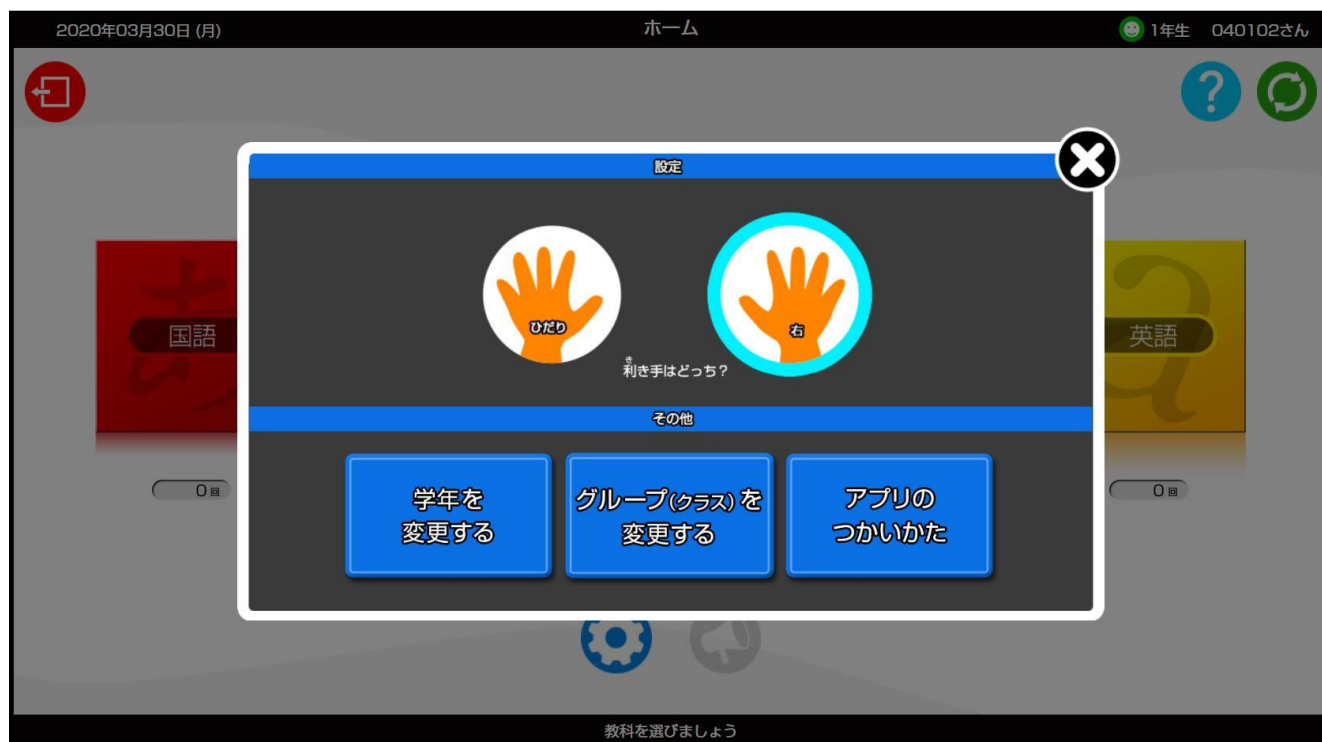 2020年03月30日 (月)
ホーム
1年生 040102さん
設定
ひだり
右
き
利き手はどっち？
その他
学年を
変更する
グループ(クラス)を
変更する
アプリの
つかいかた
あ
国語
0回
a
英語
0回
教科を選びましょう